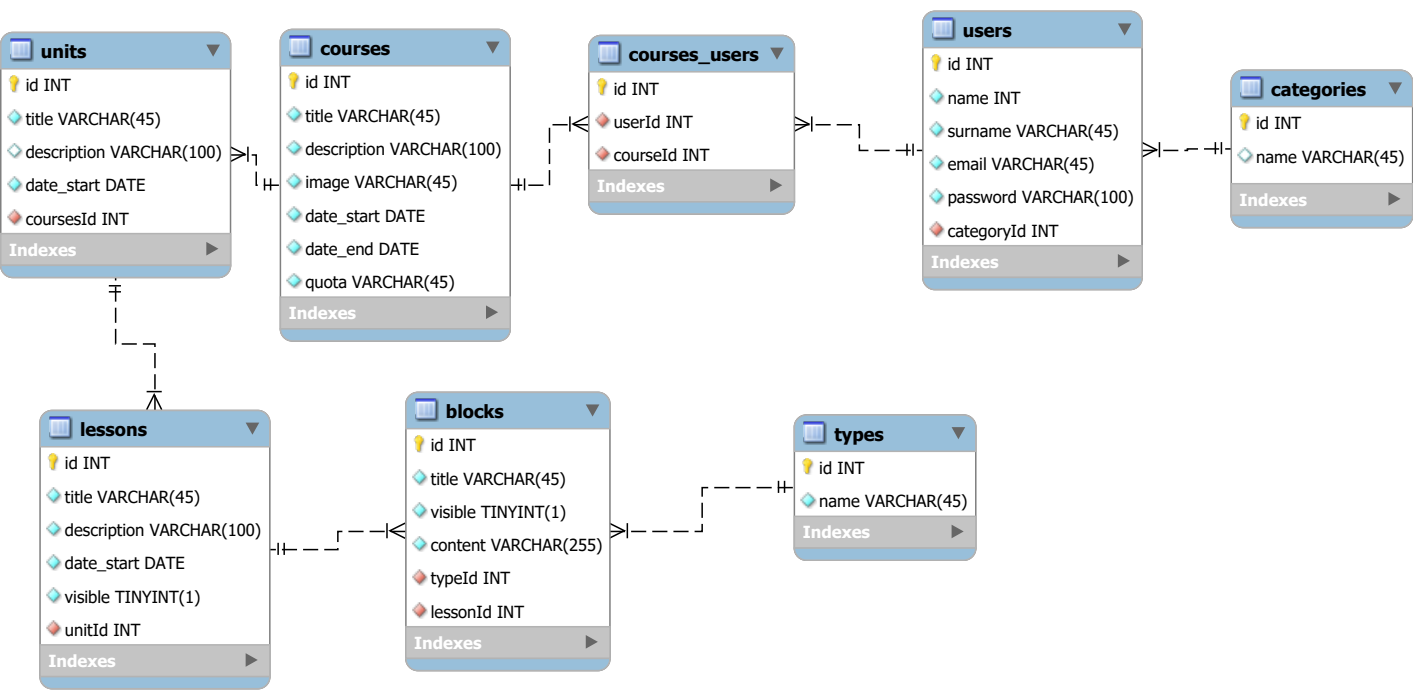 units
id INT
title VARCHAR(45)
description VARCHAR(100)
date_start DATE
coursesId INT
Indexes
courses
id INT
title VARCHAR(45)
description VARCHAR(100)
image VARCHAR(45)
date_start DATE
date_end DATE
quota VARCHAR(45)
Indexes
courses_users
id INT
userId INT
courseId INT
Indexes
users
id INT
name INT
surname VARCHAR(45)
email VARCHAR(45)
password VARCHAR(100)
categoryId INT
Indexes
categories
id INT
name VARCHAR(45)
Indexes
lessons
id INT
title VARCHAR(45)
description VARCHAR(100)
date_start DATE
visible TINYINT(1)
unitId INT
Indexes
blocks
id INT
title VARCHAR(45)
visible TINYINT(1)
content VARCHAR(255)
typeId INT
lessonId INT
Indexes
types
id INT
name VARCHAR(45)
Indexes